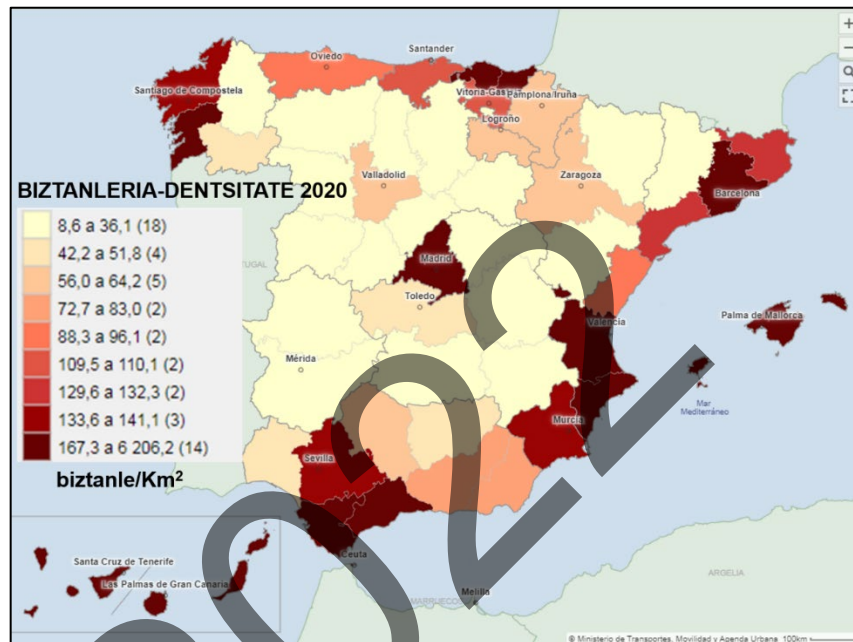 Oviedo
Santander
Santiago de Compostela
Vitoria-Gasteiz
Pamplona/Iruña
Logroño
BIZTANLERIA-DENTSITATE 2020
Valladolid
Zaragoza
Barcelona
8,6 a 36,1 (18)
42,2 a 51,8 (4)
56,0 a 64,2 (5)
72,7 a 83,0 (2)
88,3 a 96,1 (2)
109,5 a 110,1 (2)
129,6 a 132,3 (2)
133,6 a 141,1 (3)
167,3 a 6 206,2 (14)
biztanle/Km²
Madrid
Toledo
Valencia
Palma de Mallorca
Mérida
Mar
Mediterráneo
Murcia
Sevilla
Santa Cruz de Tenerife
Las Palmas de Gran Canaria
Ceuta
Melilla
MARRUECOS
ARGELIA
© Ministerio de Transportes, Movilidad y Agenda Urbana 100km
2022